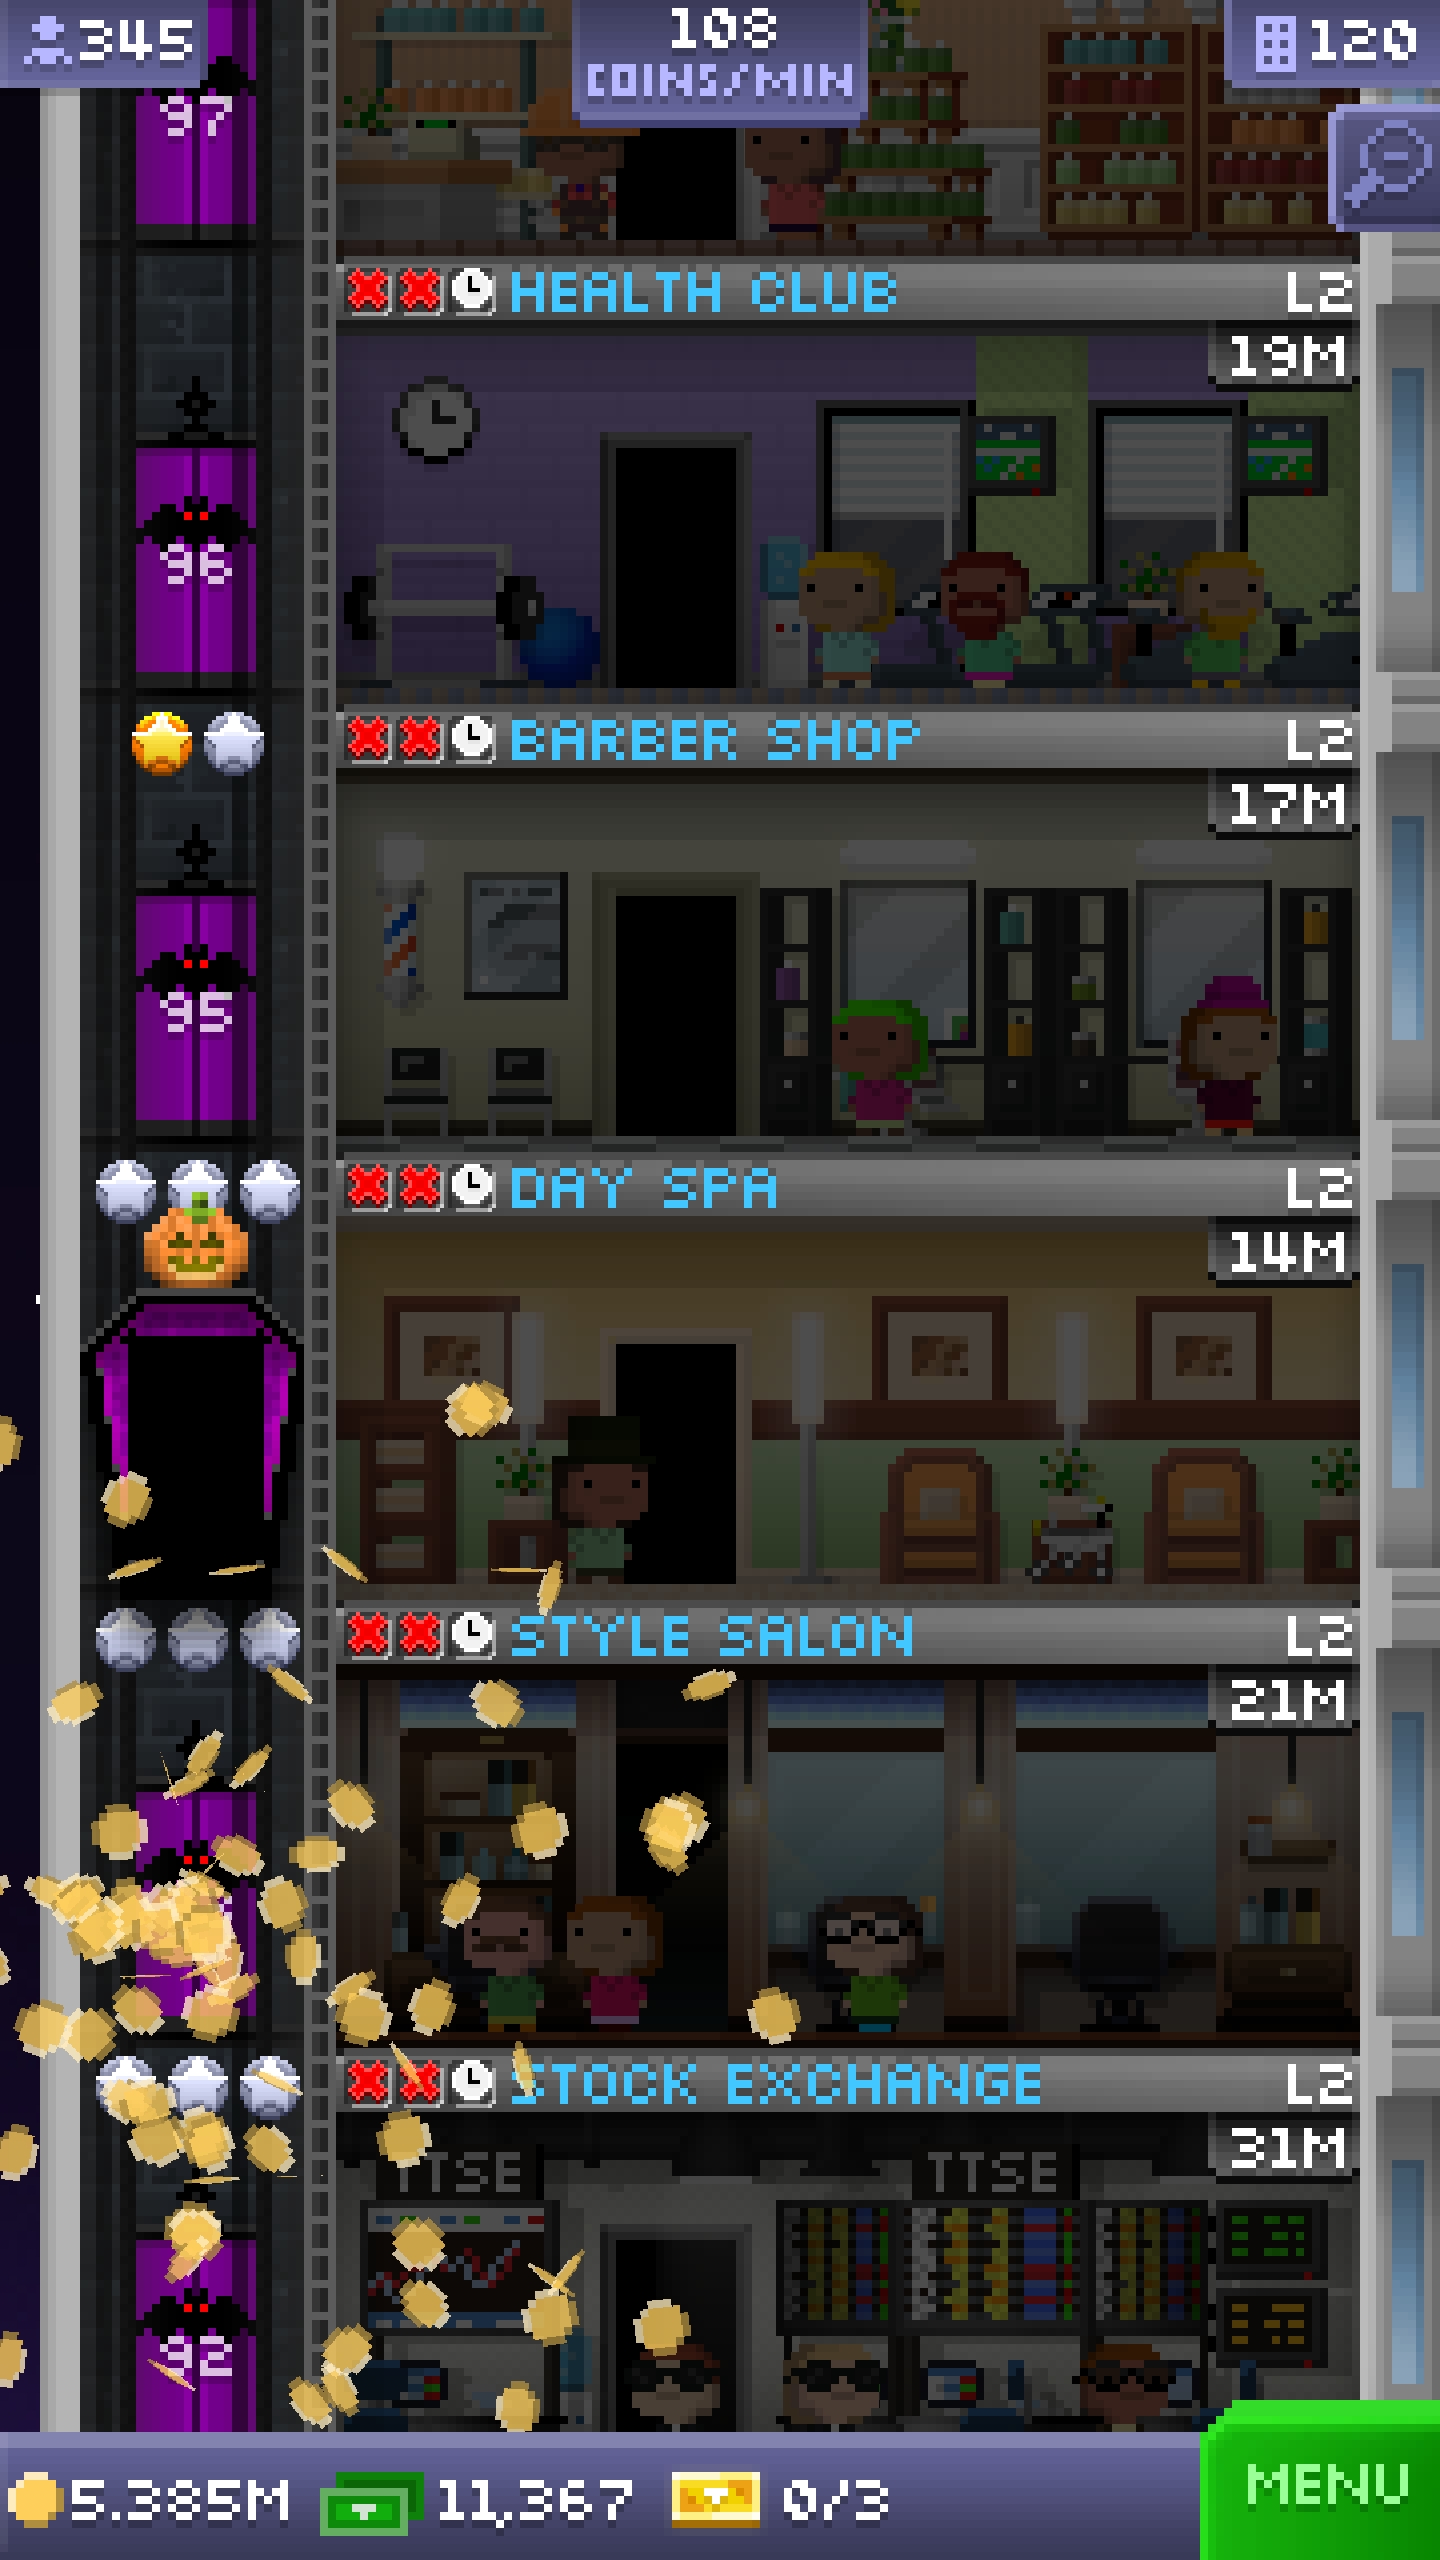 345
108
COINS/MIN
120
97
HEALTH CLUB
L2
19M
96
BARBER SHOP
L2
17M
95
DAY SPA
L2
14M
STYLE SALON
L2
21M
STOCK EXCHANGE
L2
31M
TTSE
TTSE
92
5.385M
11,367
0/3
MENU